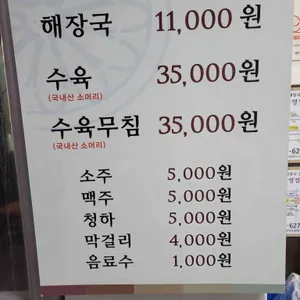 해장국 11,000원
수육 35,000원
(국내산 소머리)
수육무침 35,000원
(국내산 소머리)
소주 5,000원
맥주 5,000원
청하 5,000원
막걸리 4,000원
음료수 1,000원